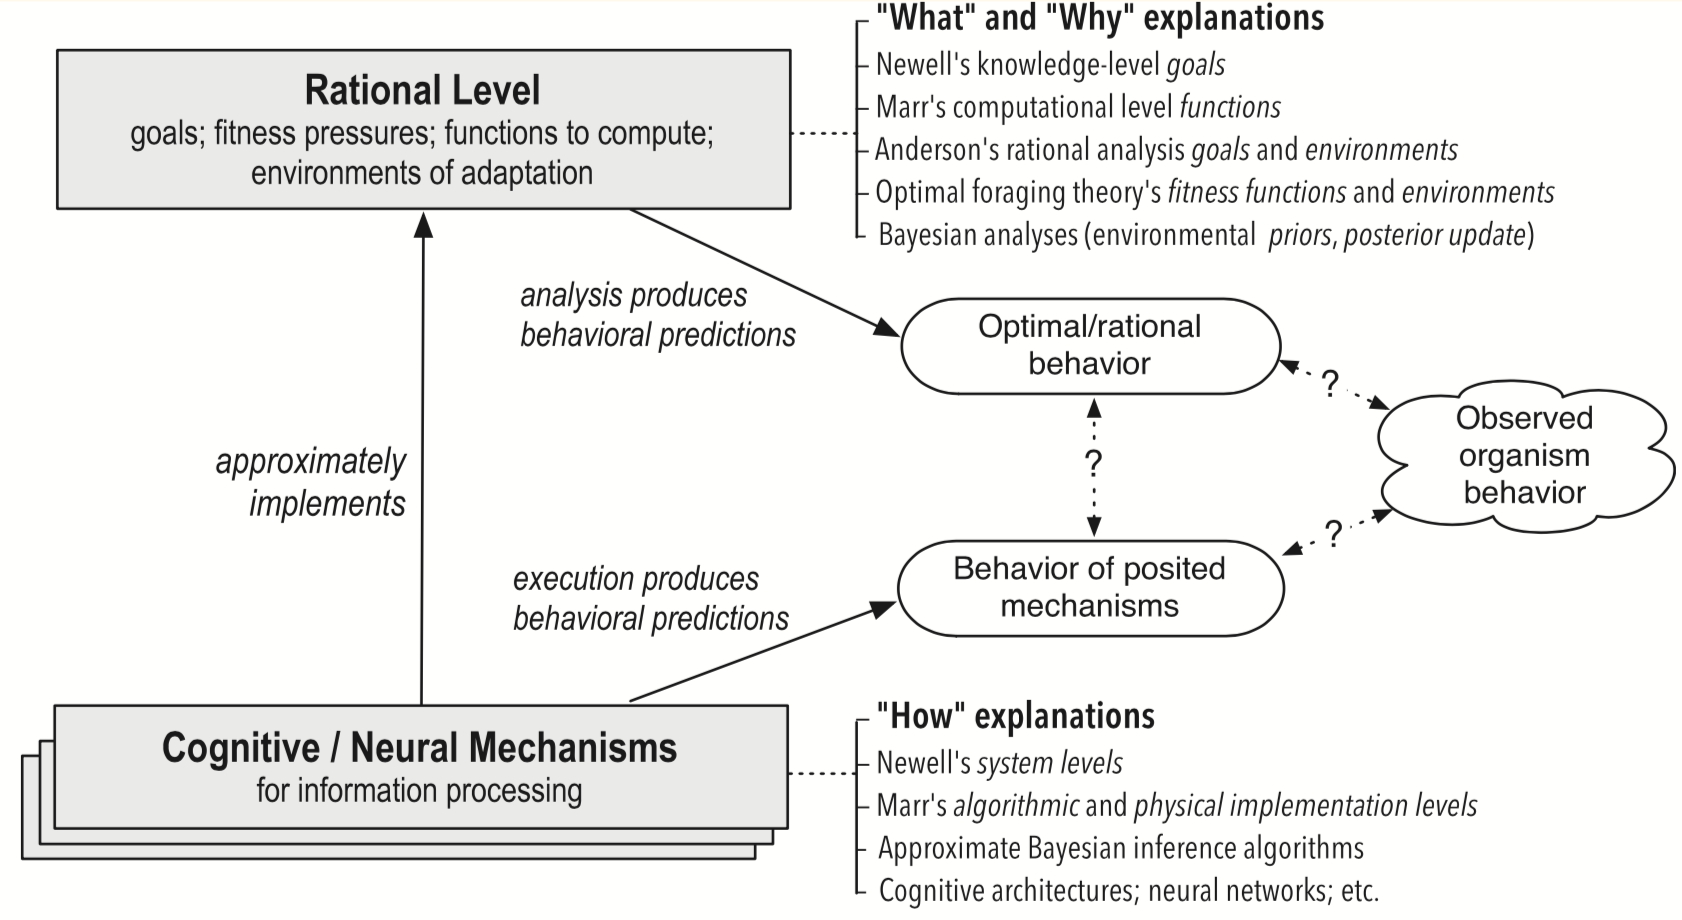 "What" and "Why" explanations
Rational Level
goals; fitness pressures; functions to compute;
environments of adaptation
Newell's knowledge-level goals
Marr's computational level functions
Anderson's rational analysis goals and environments
Optimal foraging theory's fitness functions and environments
Bayesian analyses (environmental priors, posterior update)
analysis produces
behavioral predictions
Optimal/rational
behavior
?
Observed
organism
behavior
?
?
approximately
implements
execution produces
behavioral predictions
Behavior of posited
mechanisms
Cognitive / Neural Mechanisms
for information processing
"How" explanations
Newell's system levels
Marr's algorithmic and physical implementation levels
Approximate Bayesian inference algorithms
Cognitive architectures; neural networks; etc.